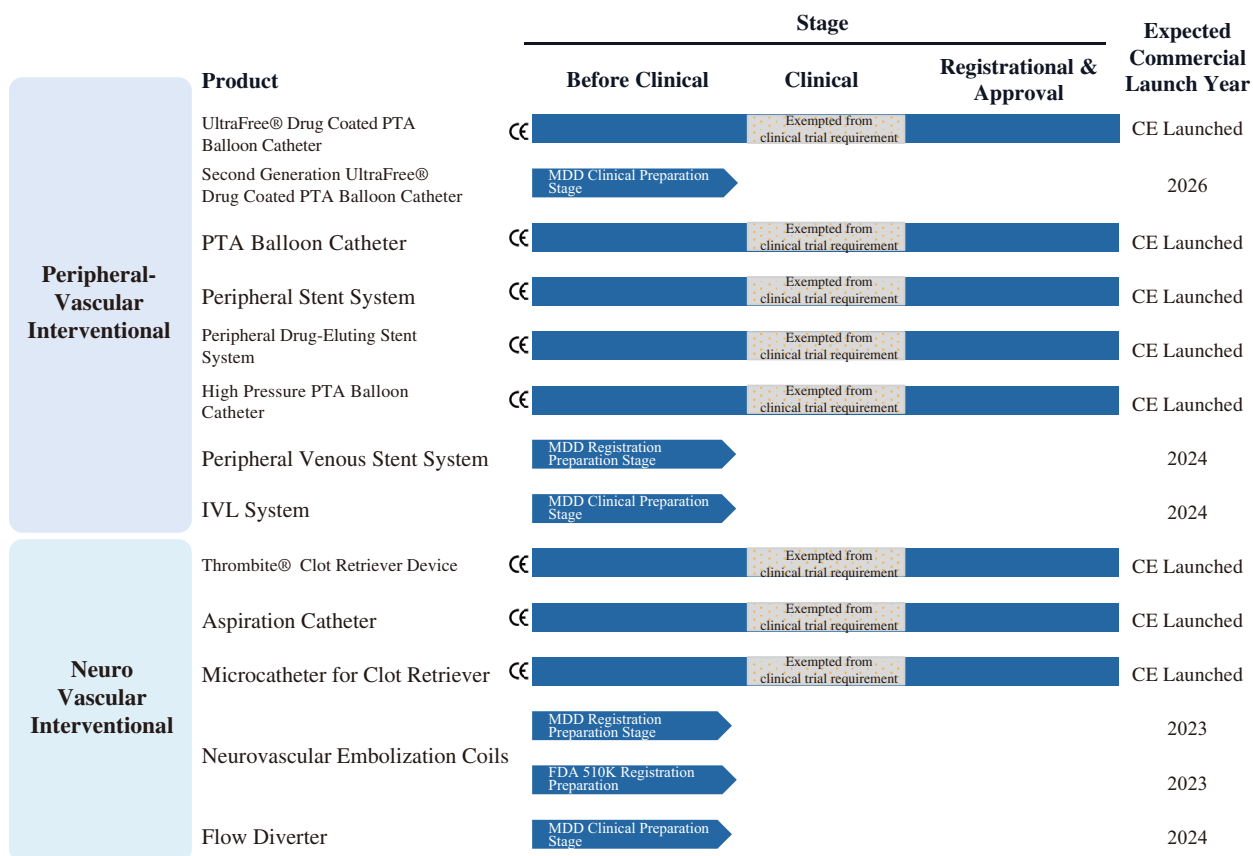 Stage
Expected
Commercial
Launch Year
Product
Before Clinical
Clinical
Registrational &
Approval
Peripheral-
Vascular
Interventional
UltraFree® Drug Coated PTA
Balloon Catheter
CE
Exempted from
clinical trial requirement
CE Launched
Second Generation UltraFree®
Drug Coated PTA Balloon Catheter
MDD Clinical Preparation
Stage
2026
PTA Balloon Catheter
CE
Exempted from
clinical trial requirement
CE Launched
Peripheral Stent System
CE
Exempted from
clinical trial requirement
CE Launched
Peripheral Drug-Eluting Stent
System
CE
Exempted from
clinical trial requirement
CE Launched
High Pressure PTA Balloon
Catheter
CE
Exempted from
clinical trial requirement
CE Launched
Peripheral Venous Stent System
MDD Registration
Preparation Stage
2024
IVL System
MDD Clinical Preparation
Stage
2024
Neuro
Vascular
Interventional
Thrombite® Clot Retriever Device
CE
Exempted from
clinical trial requirement
CE Launched
Aspiration Catheter
CE
Exempted from
clinical trial requirement
CE Launched
Microcatheter for Clot Retriever
CE
Exempted from
clinical trial requirement
CE Launched
Neurovascular Embolization Coils
MDD Registration
Preparation Stage
2023
FDA 510K Registration
Preparation
2023
Flow Diverter
MDD Clinical Preparation
Stage
2024